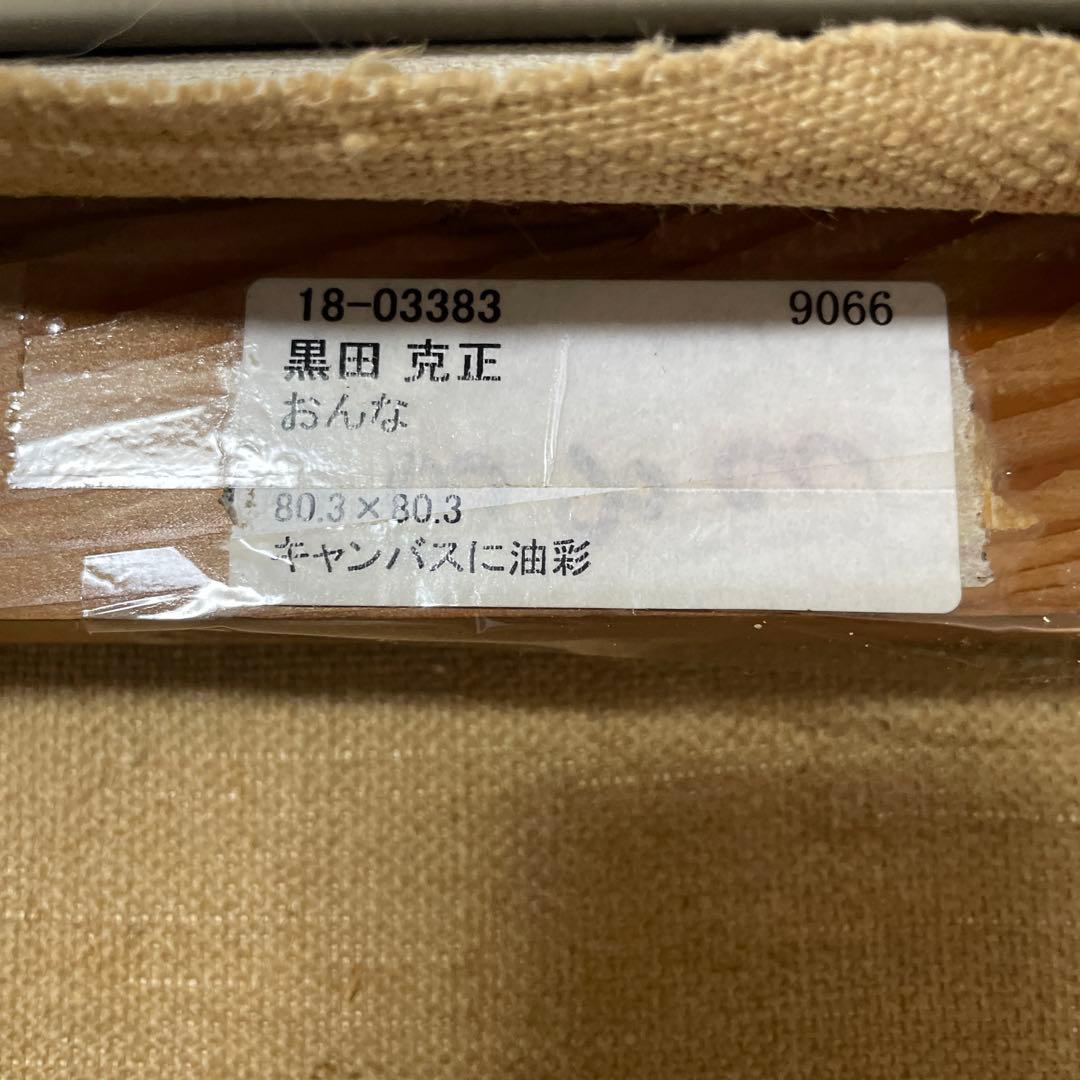 18-03383 9066
黒田 克正
おんな
80.3×80.3
キャンバスに油彩